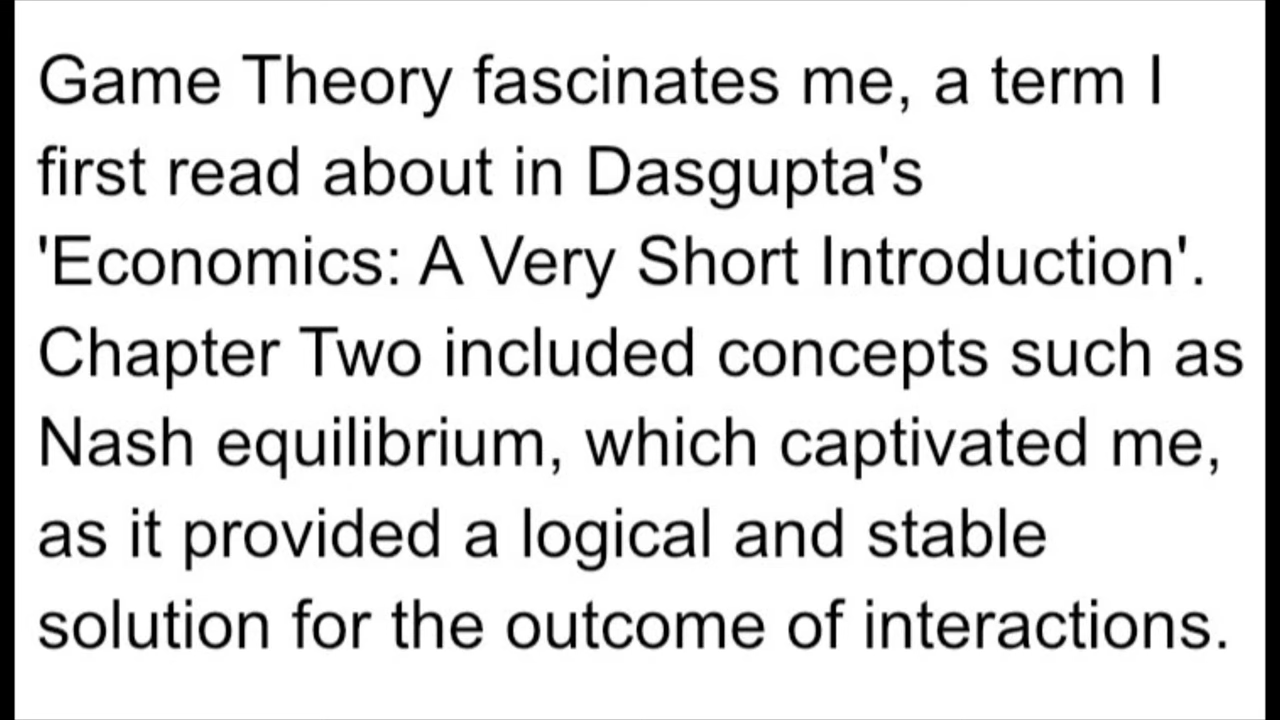 Game Theory fascinates me, a term I
first read about in Dasgupta's
'Economics: A Very Short Introduction'.
Chapter Two included concepts such as
Nash equilibrium, which captivated me,
as it provided a logical and stable
solution for the outcome of interactions.